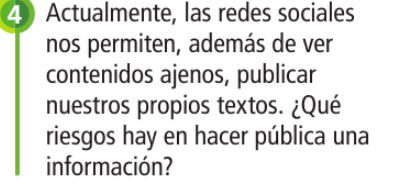 4 Actualmente, las redes sociales
nos permiten, además de ver
contenidos ajenos, publicar
nuestros propios textos. ¿Qué
riesgos hay en hacer pública una
información?